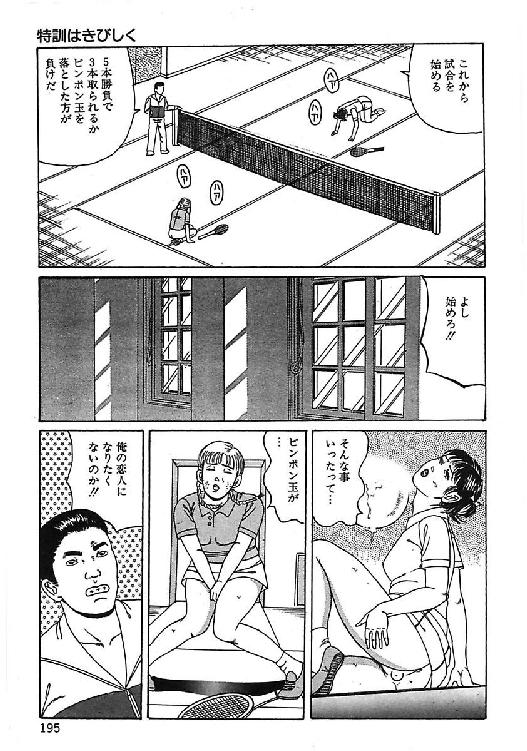 特訓はきびしく
これから
試合を
始める
5本勝負で
3本取られるか
ピンポン玉を
落とした方が
負けだ
ハア
ハア
ハア
ハア
よし
始めろ!!
そんな事
いったって…
ピンポン玉が
…
俺の恋人に
なりたく
ないのか!!
195